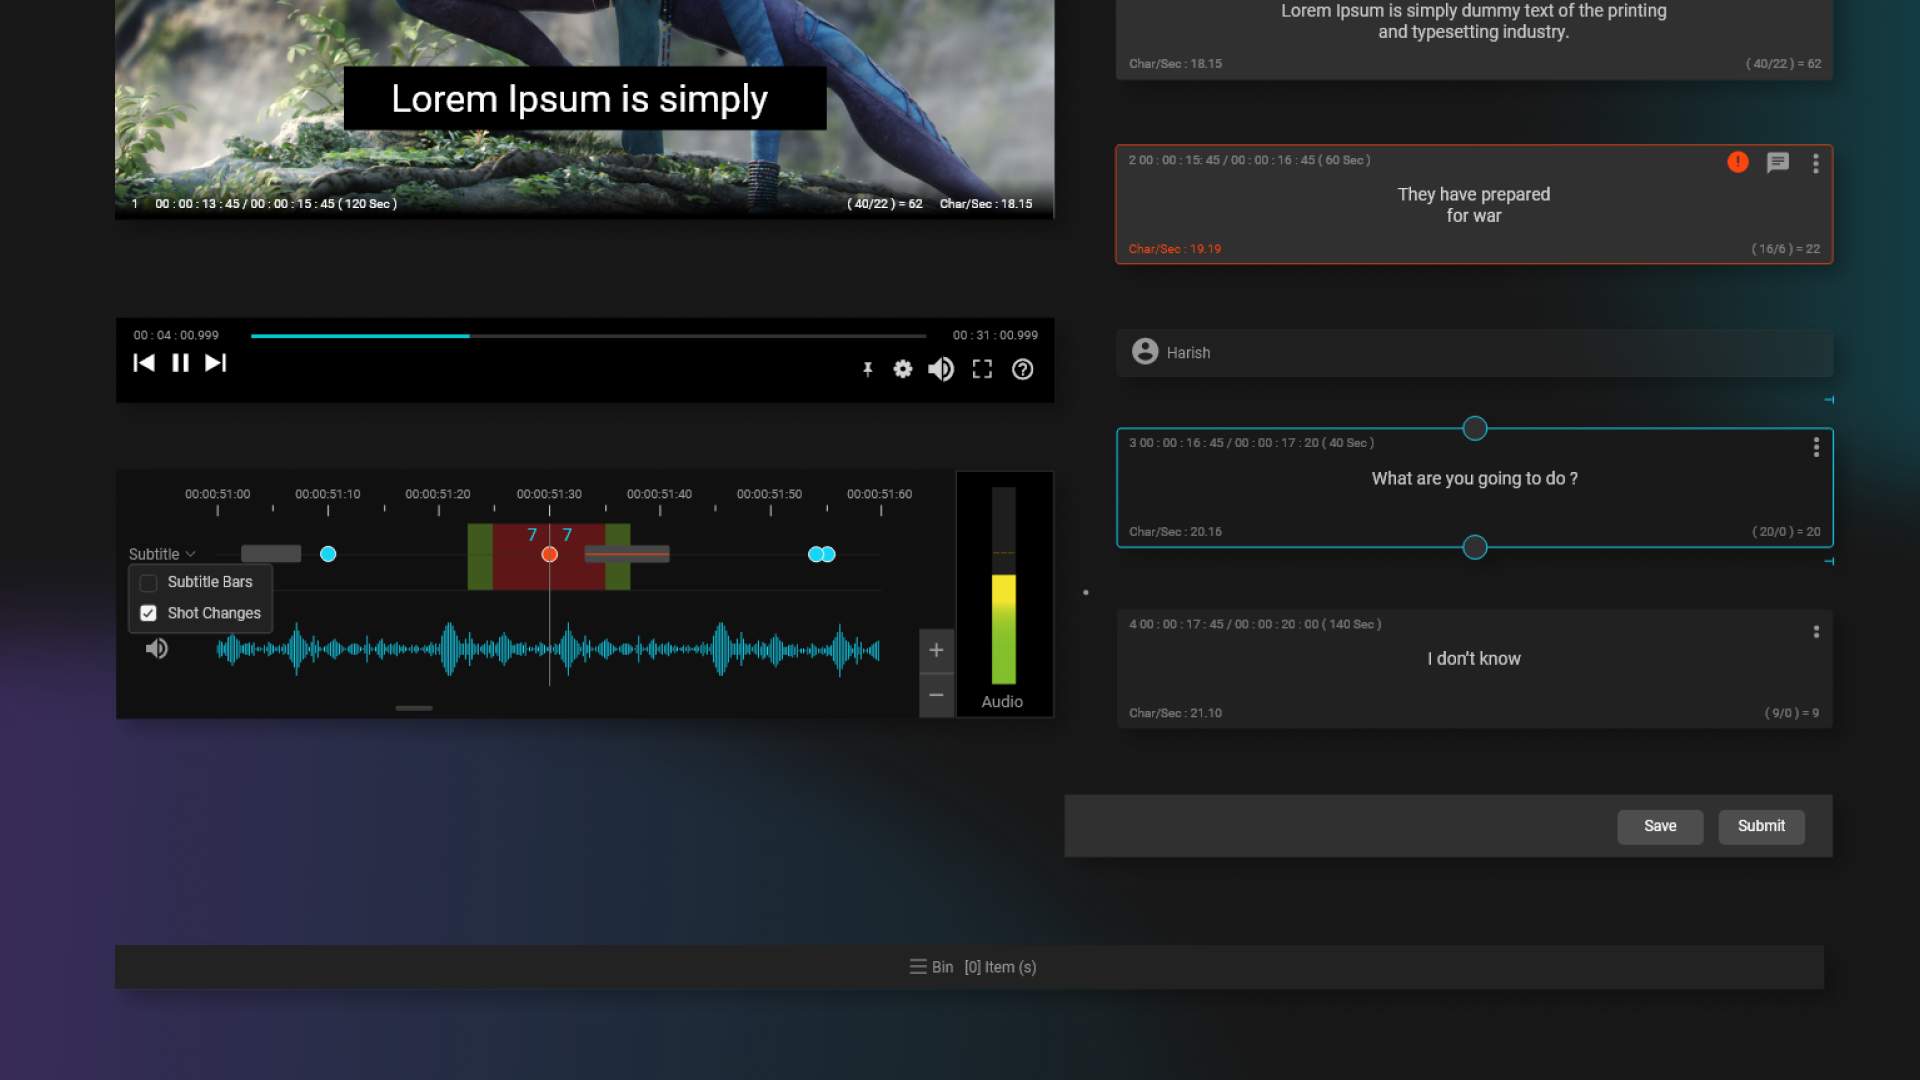 Lorem Ipsum is simply
1 00 : 00 : 13 : 45 / 00 : 00 : 15 : 45 ( 120 Sec )
( 40/22 ) = 62 Char/Sec : 18.15
00 : 04 : 00.999
00 : 31 : 00.999
00:00:51:00 00:00:51:10 00:00:51:20 00:00:51:30 00:00:51:40 00:00:51:50 00:00:51:60
7 7
Subtitle
Subtitle Bars
Shot Changes
+
−
Audio
Lorem Ipsum is simply dummy text of the printing
and typesetting industry.
Char/Sec : 18.15
( 40/22 ) = 62
2 00 : 00 : 15: 45 / 00 : 00 : 16 : 45 ( 60 Sec )
They have prepared
for war
Char/Sec : 19.19
( 16/6 ) = 22
Harish
3 00 : 00 : 16 : 45 / 00 : 00 : 17 : 20 ( 40 Sec )
What are you going to do ?
Char/Sec : 20.16
( 20/0 ) = 20
4 00 : 00 : 17 : 45 / 00 : 00 : 20 : 00 ( 140 Sec )
I don't know
Char/Sec : 21.10
( 9/0 ) = 9
Save
Submit
Bin [0] Item (s)